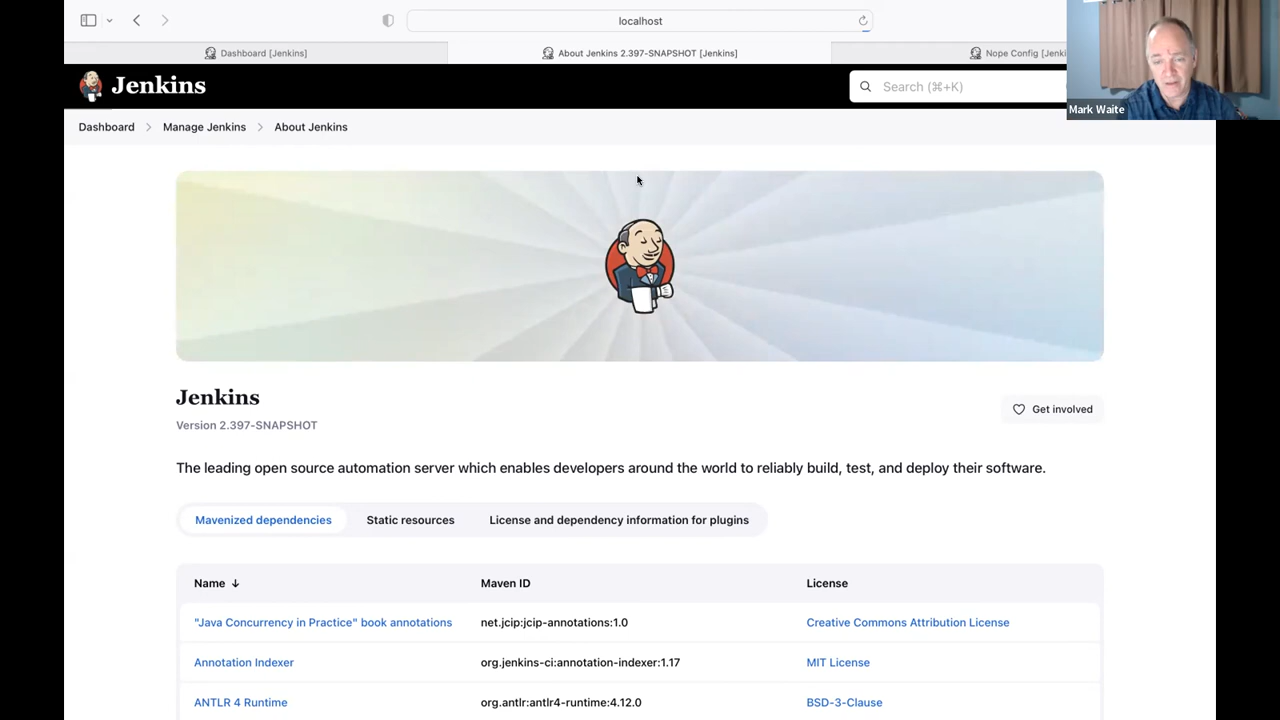 localhost
Dashboard [Jenkins]
About Jenkins 2.397-SNAPSHOT [Jenkins]
Nope Config [Jenki
Jenkins
Search (⌘+K)
Mark Waite
Dashboard
Manage Jenkins
About Jenkins
Jenkins
Version 2.397-SNAPSHOT
Get involved
The leading open source automation server which enables developers around the world to reliably build, test, and deploy their software.
Mavenized dependencies
Static resources
License and dependency information for plugins
Name ↓
Maven ID
License
"Java Concurrency in Practice" book annotations
net.jcip:jcip-annotations:1.0
Creative Commons Attribution License
Annotation Indexer
org.jenkins-ci:annotation-indexer:1.17
MIT License
ANTLR 4 Runtime
org.antlr:antlr4-runtime:4.12.0
BSD-3-Clause